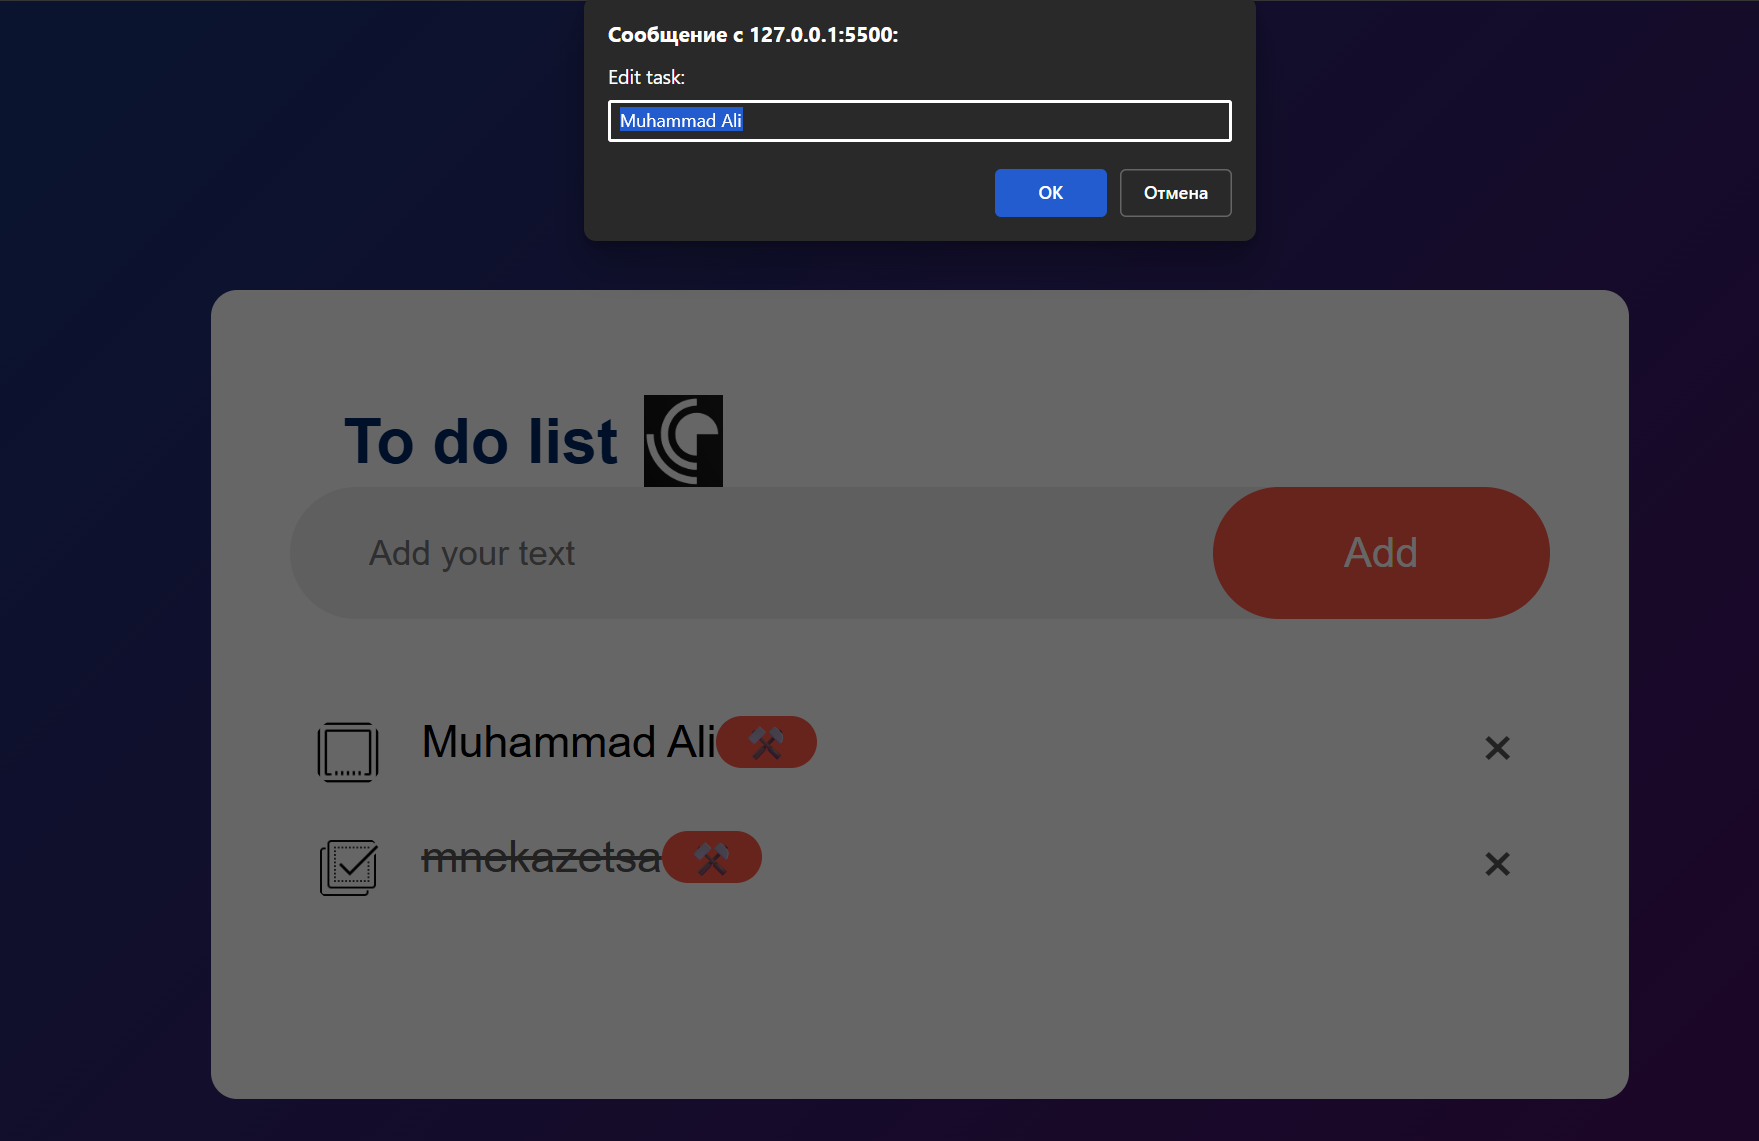 Сообщение с 127.0.0.1:5500:
Edit task:
Muhammad Ali
ОК
Отмена
To do list
Add your text
Add
Muhammad Ali
×
mnekazetsa
×